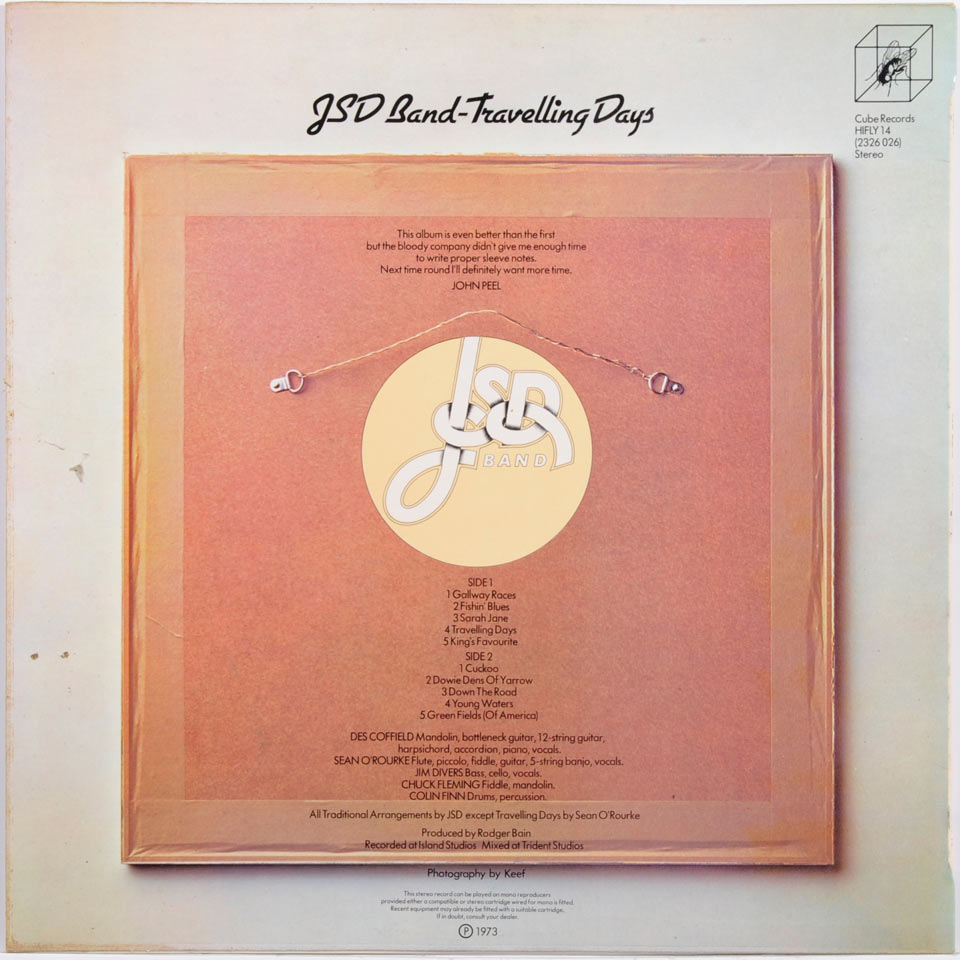 JSD Band-Travelling Days
Cube Records
HIFLY 14
(2326 026)
Stereo
This album is even better than the first
but the bloody company didn't give me enough time
to write proper sleeve notes.
Next time round I'll definitely want more time.
JOHN PEEL
JSD
BAND
SIDE 1
1 Gallway Races
2 Fishin' Blues
3 Sarah Jane
4 Travelling Days
5 King's Favourite
SIDE 2
1 Cuckoo
2 Dowie Dens Of Yarrow
3 Down The Road
4 Young Waters
5 Green Fields (Of America)
DES COFFIELD Mandolin, bottleneck guitar, 12-string guitar,
harpsichord, accordion, piano, vocals.
SEAN O'ROURKE Flute, piccolo, fiddle, guitar, 5-string banjo, vocals.
JIM DIVERS Bass, cello, vocals.
CHUCK FLEMING Fiddle, mandolin.
COLIN FINN Drums, percussion.
All Traditional Arrangements by JSD except Travelling Days by Sean O'Rourke
Produced by Rodger Bain
Recorded at Island Studios Mixed at Trident Studios
Photography by Keef
This stereo record can be played on mono reproducers
provided either a compatible or stereo cartridge wired for mono is fitted.
Recent equipment may already be fitted with a suitable cartridge.
If in doubt, consult your dealer.
Ⓟ 1973